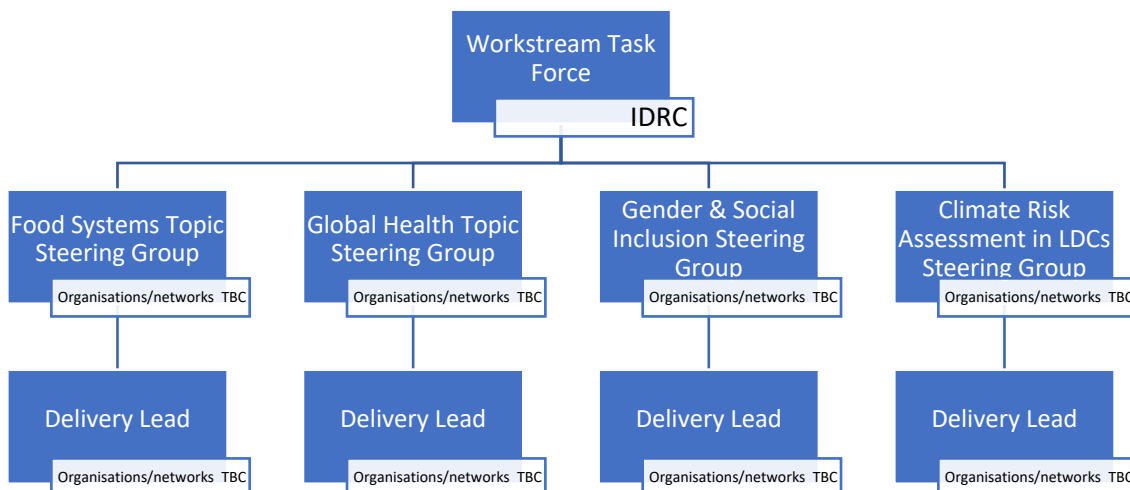 Workstream Task
Force
IDRC
Food Systems Topic
Steering Group
Organisations/networks TBC
Global Health Topic
Steering Group
Organisations/networks TBC
Gender & Social
Inclusion Steering
Group
Organisations/networks TBC
Climate Risk
Assessment in LDCs
Steering Group
Organisations/networks TBC
Delivery Lead
Organisations/networks TBC
Delivery Lead
Organisations/networks TBC
Delivery Lead
Organisations/networks TBC
Delivery Lead
Organisations/networks TBC